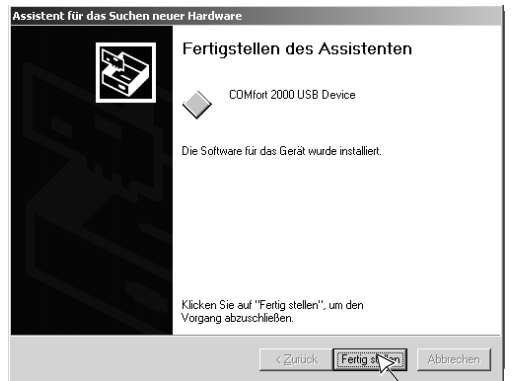 Assistent für das Suchen neuer Hardware
Fertigstellen des Assistenten
COMfort 2000 USB Device
Die Software für das Gerät wurde installiert.
Klicken Sie auf "Fertig stellen", um den
Vorgang abzuschließen.
< Zurück Fertig stellen Abbrechen